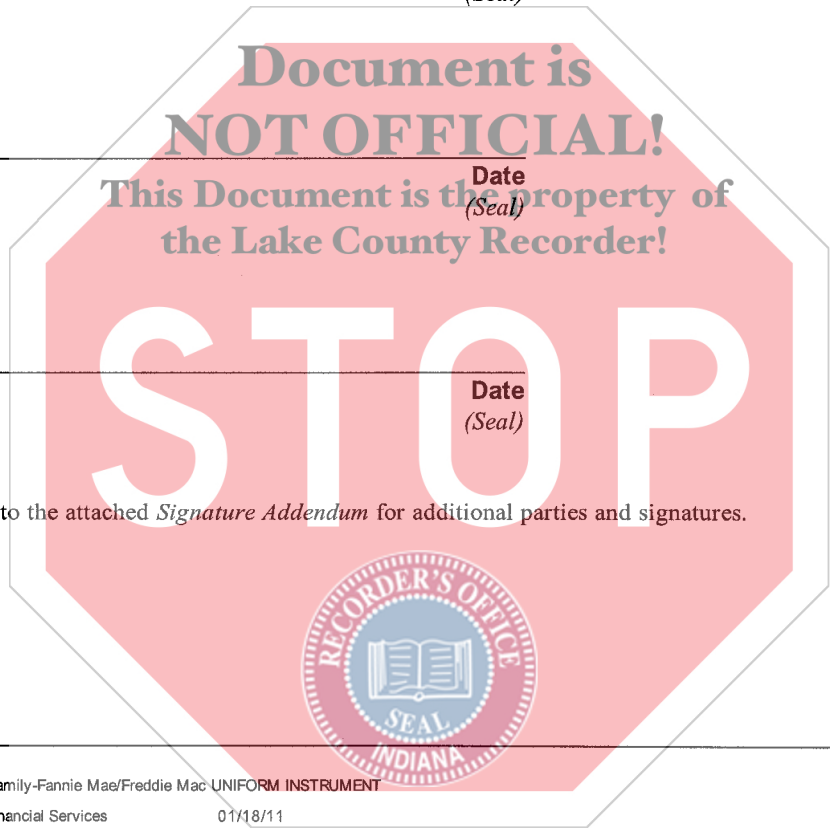 (Seal)
Document is
NOT OFFICIAL!
This Document is the property of
the Lake County Recorder!
Date
(Seal)
STOP
Date
(Seal)
to the attached Signature Addendum for additional parties and signatures.
RECORDER'S OFFICE
SEAL
INDIANA
amily-Fannie Mae/Freddie Mac UNIFORM INSTRUMENT
nancial Services 01/18/11